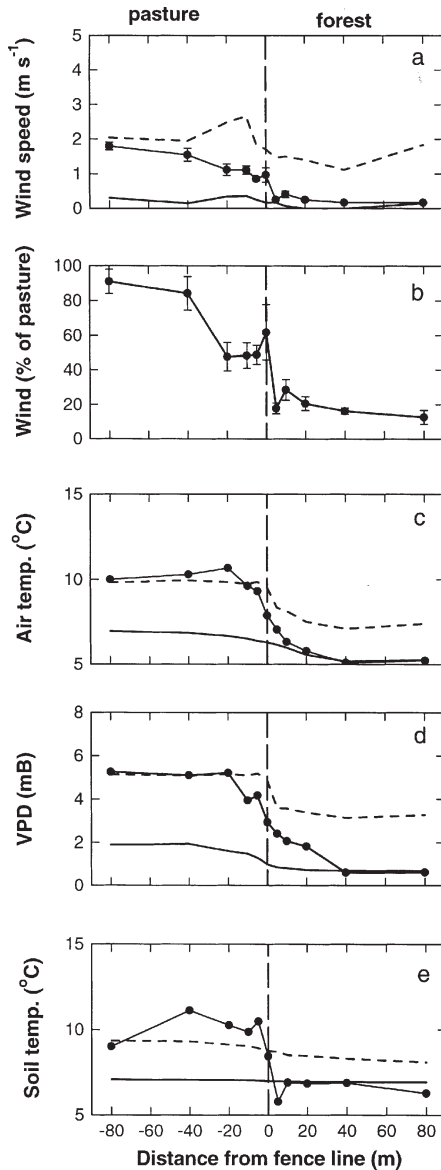 pasture forest
a
Wind speed (m s-1)
5
4
3
2
1
0
b
Wind (% of pasture)
100
80
60
40
20
0
c
Air temp. (oC)
15
10
5
d
VPD (mB)
8
6
4
2
0
e
Soil temp. (oC)
15
10
5
-80 -60 -40 -20 0 20 40 60 80
Distance from fence line (m)